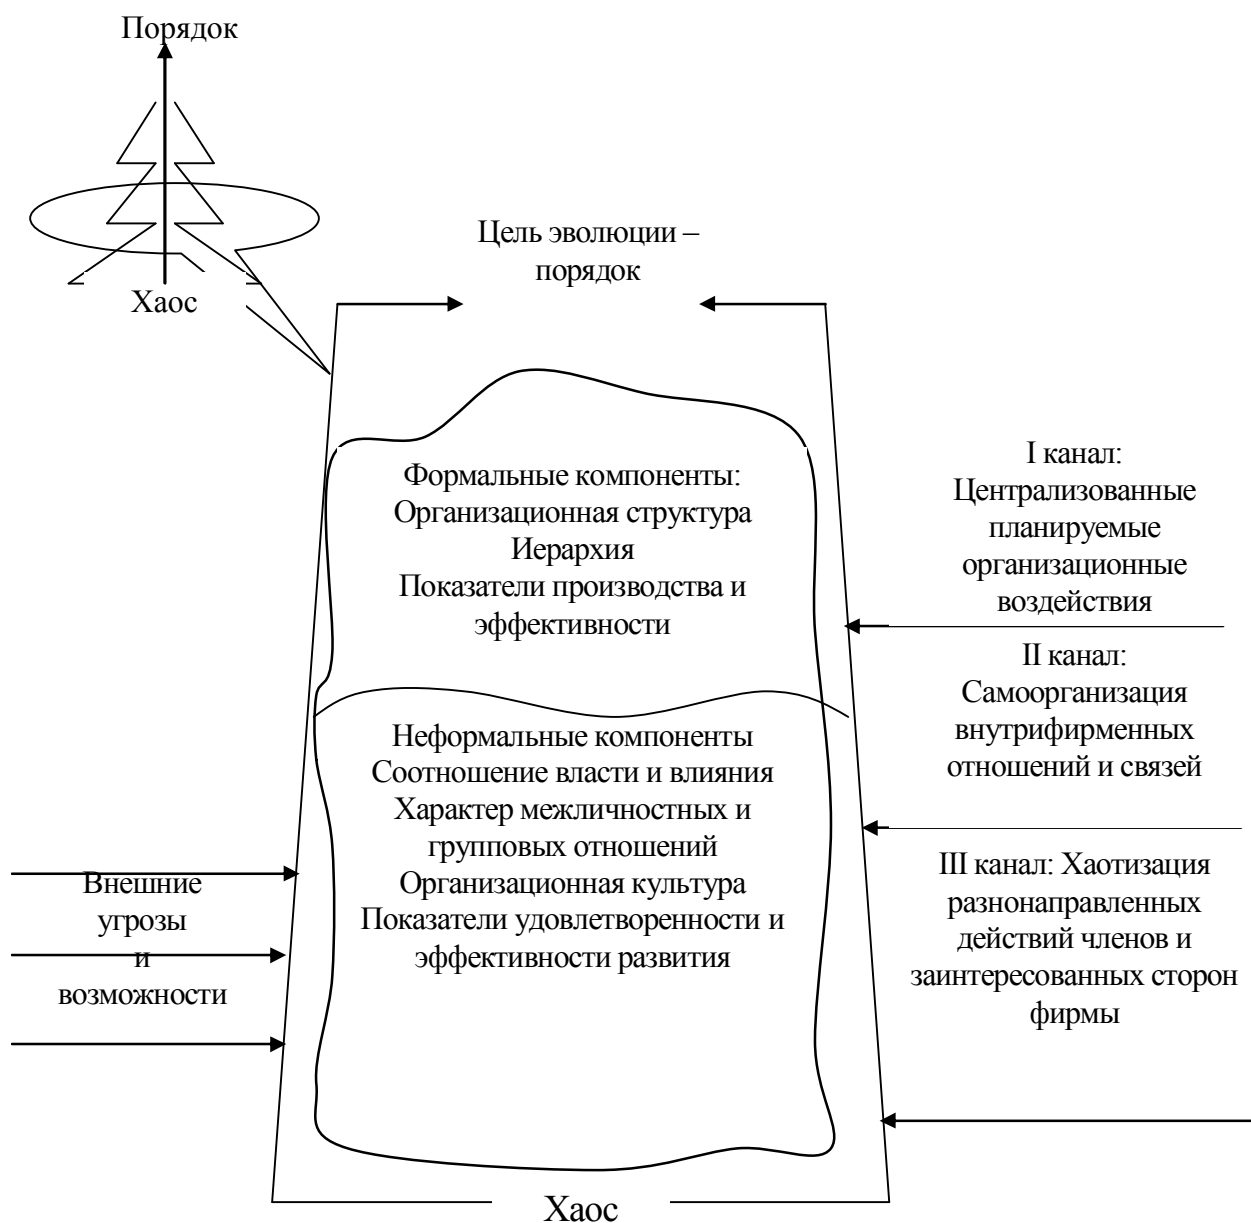 Порядок
Хаос
Цель эволюции –
порядок
Формальные компоненты:
Организационная структура
Иерархия
Показатели производства и
эффективности
Неформальные компоненты
Соотношение власти и влияния
Характер межличностных и
групповых отношений
Организационная культура
Показатели удовлетворенности и
эффективности развития
Внешние
угрозы
и
возможности
I канал:
Централизованные
планируемые
организационные
воздействия
II канал:
Самоорганизация
внутрифирменных
отношений и связей
III канал: Хаотизация
разнонаправленных
действий членов и
заинтересованных сторон
фирмы
Хаос